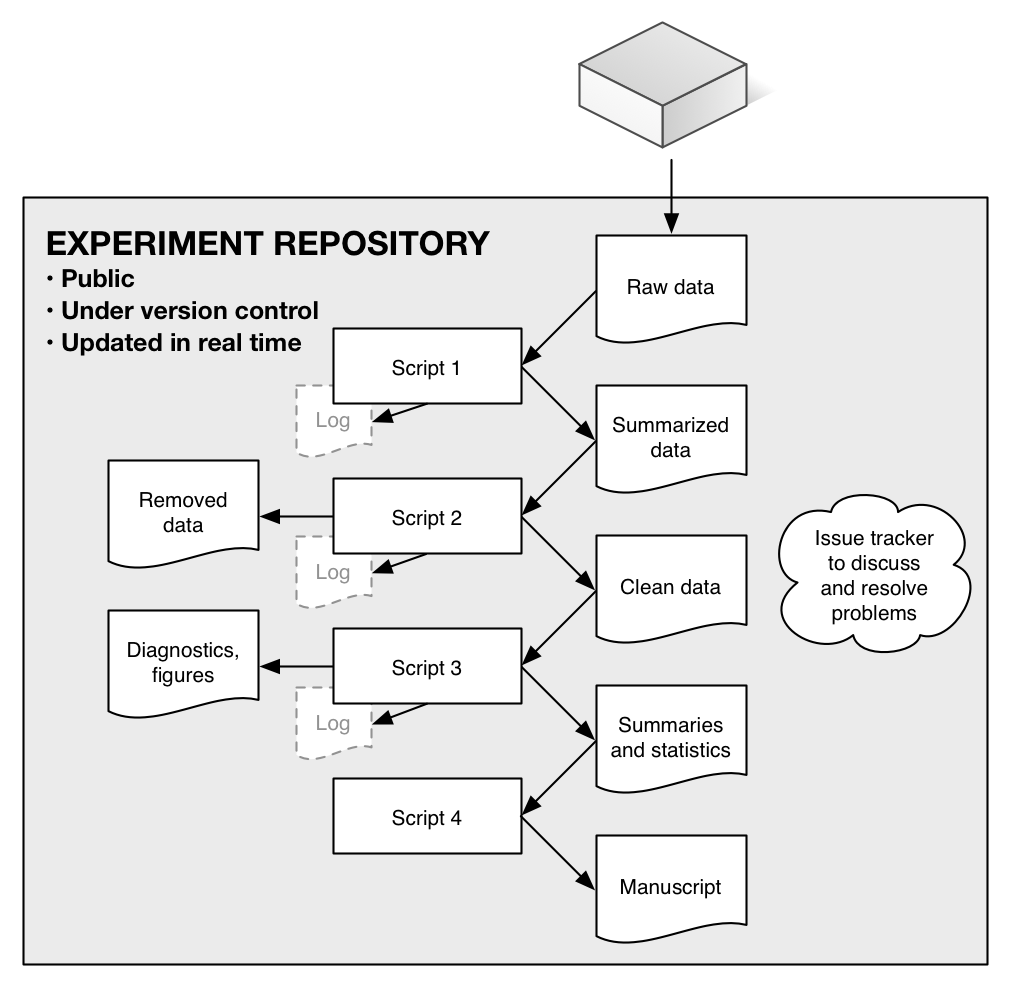 EXPERIMENT REPOSITORY
• Public
• Under version control
• Updated in real time
Raw data
Script 1
Log
Summarized
data
Removed
data
Script 2
Log
Issue tracker
to discuss
and resolve
problems
Clean data
Diagnostics,
figures
Script 3
Log
Summaries
and statistics
Script 4
Manuscript